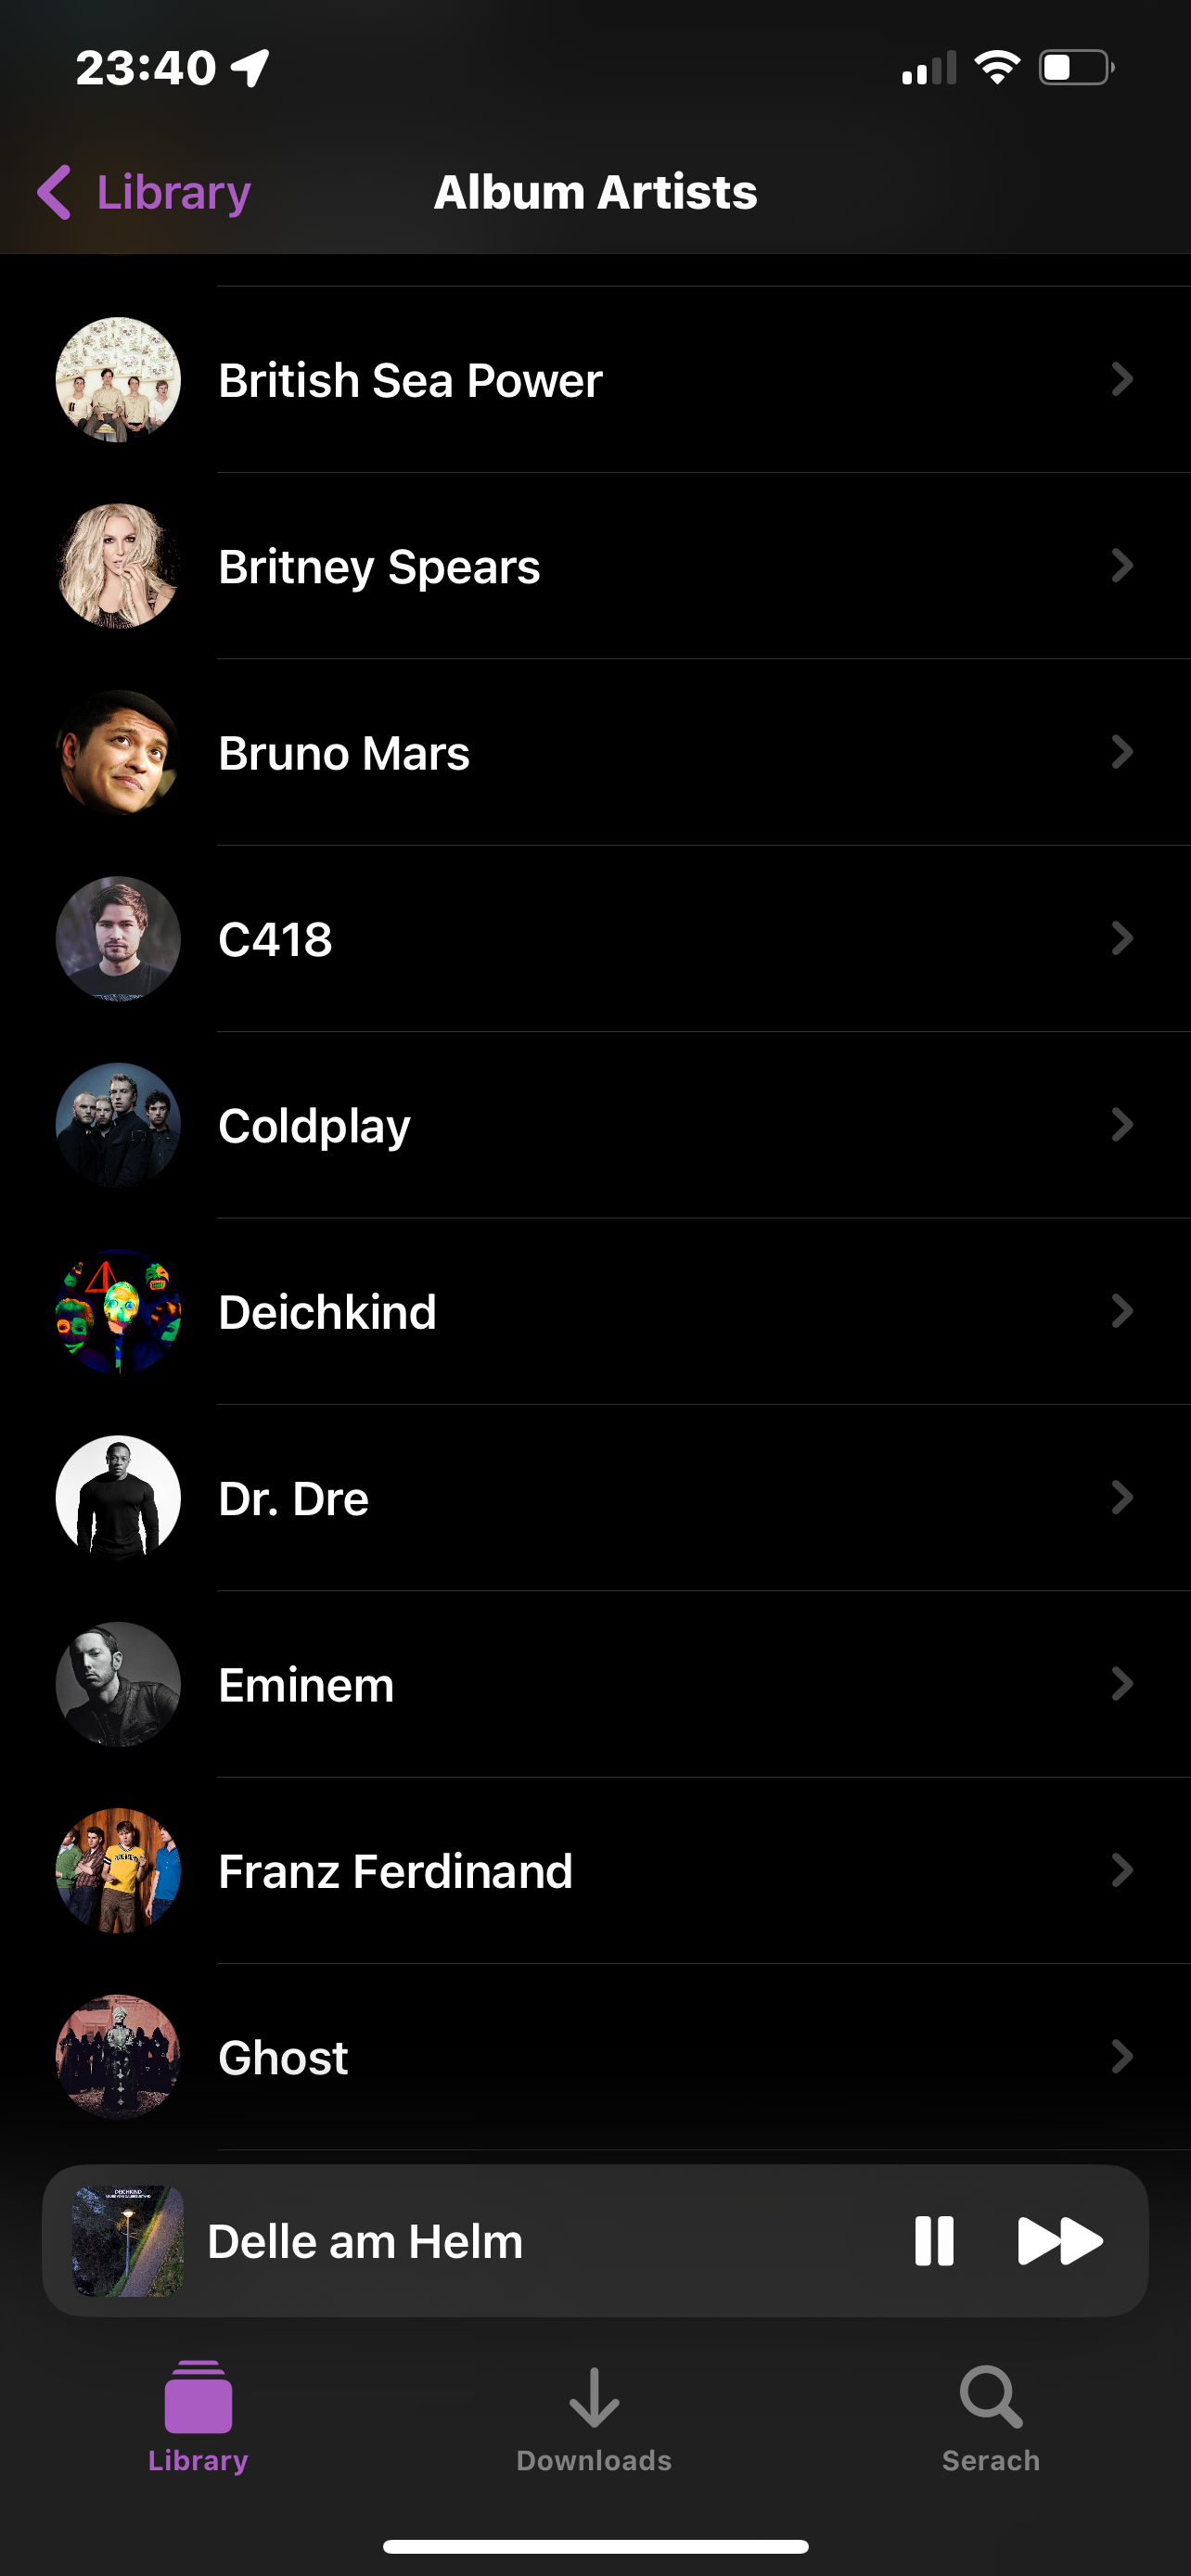 23:40
Library
Album Artists
British Sea Power
Britney Spears
Bruno Mars
C418
Coldplay
Deichkind
Dr. Dre
Eminem
Franz Ferdinand
Ghost
DEICHKIND
Delle am Helm
Library
Downloads
Serach